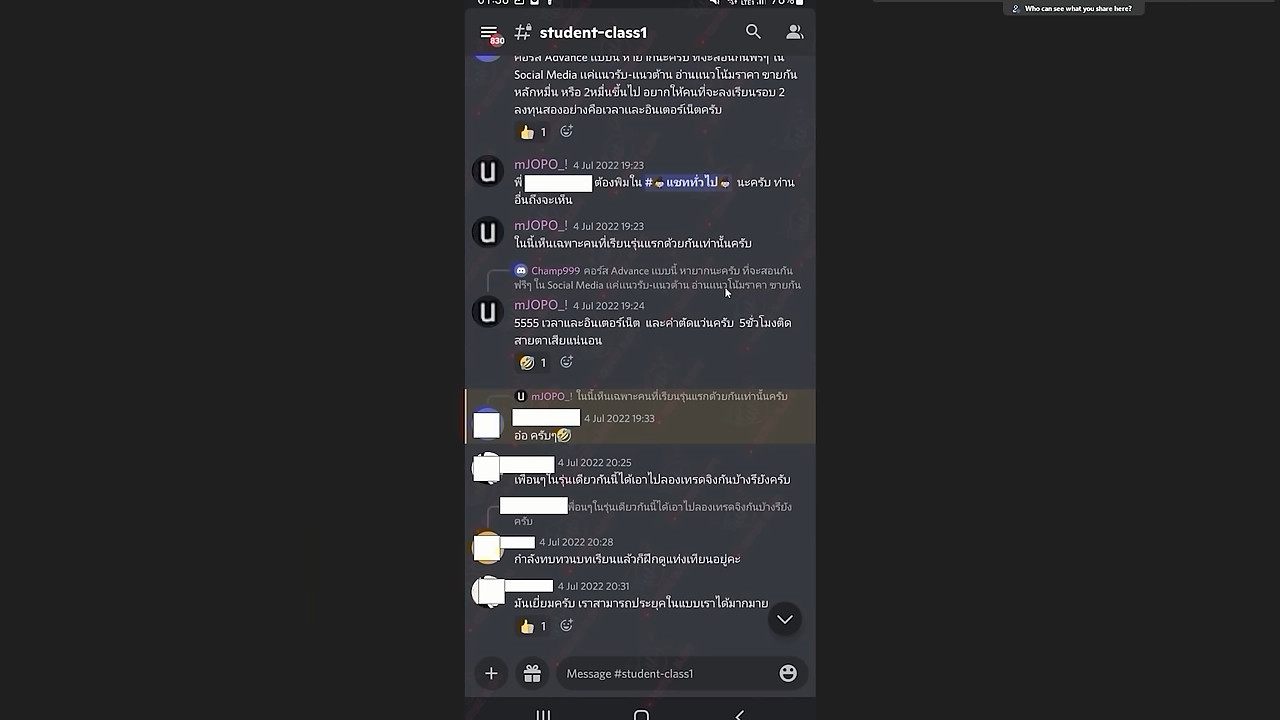 Who can see what you share here?
830
student-class1
คอร์ส Advance แบบนี้ หายากนะครับ ที่จะสอนกันฟรีๆ ใน
Social Media แค่แนวรับ-แนวต้าน อ่านแนวโน้มราคา ขายกัน
หลักหมื่น หรือ 2หมื่นขึ้นไป อยากให้คนที่จะลงเรียนรอบ 2
ลงทุนสองอย่างคือเวลาและอินเตอร์เน็ตครับ
1
mJOPO_! 4 Jul 2022 19:23
พี่ ต้องพิมใน #แชททั่วไป นะครับ ท่าน
อื่นถึงจะเห็น
mJOPO_! 4 Jul 2022 19:23
ในนี้เห็นเฉพาะคนที่เรียนรุ่นแรกด้วยกันเท่านั้นครับ
Champ999 คอร์ส Advance แบบนี้ หายากนะครับ ที่จะสอนกัน
ฟรีๆ ใน Social Media แค่แนวรับ-แนวต้าน อ่านแนวโน้มราคา ขายกัน
mJOPO_! 4 Jul 2022 19:24
5555 เวลาและอินเตอร์เน็ต และค่าตัดแว่นครับ 5ชั่วโมงติด
สายตาเสียแน่นอน
1
mJOPO_! ในนี้เห็นเฉพาะคนที่เรียนรุ่นแรกด้วยกันเท่านั้นครับ
4 Jul 2022 19:33
อ๋อ ครับๆ
4 Jul 2022 20:25
เพื่อนๆในรุ่นเดียวกันนี้ได้เอาไปลองเทรดจิงกันบ้างรึยังครับ
พื่อนๆในรุ่นเดียวกันนี้ได้เอาไปลองเทรดจิงกันบ้างรึยัง
ครับ
4 Jul 2022 20:28
กำลังทบทวนบทเรียนแล้วก็ฝึกดูแท่งเทียนอยู่คะ
4 Jul 2022 20:31
มันเยี่ยมครับ เราสามารถประยุคในแบบเราได้มากมาย
1
Message #student-class1